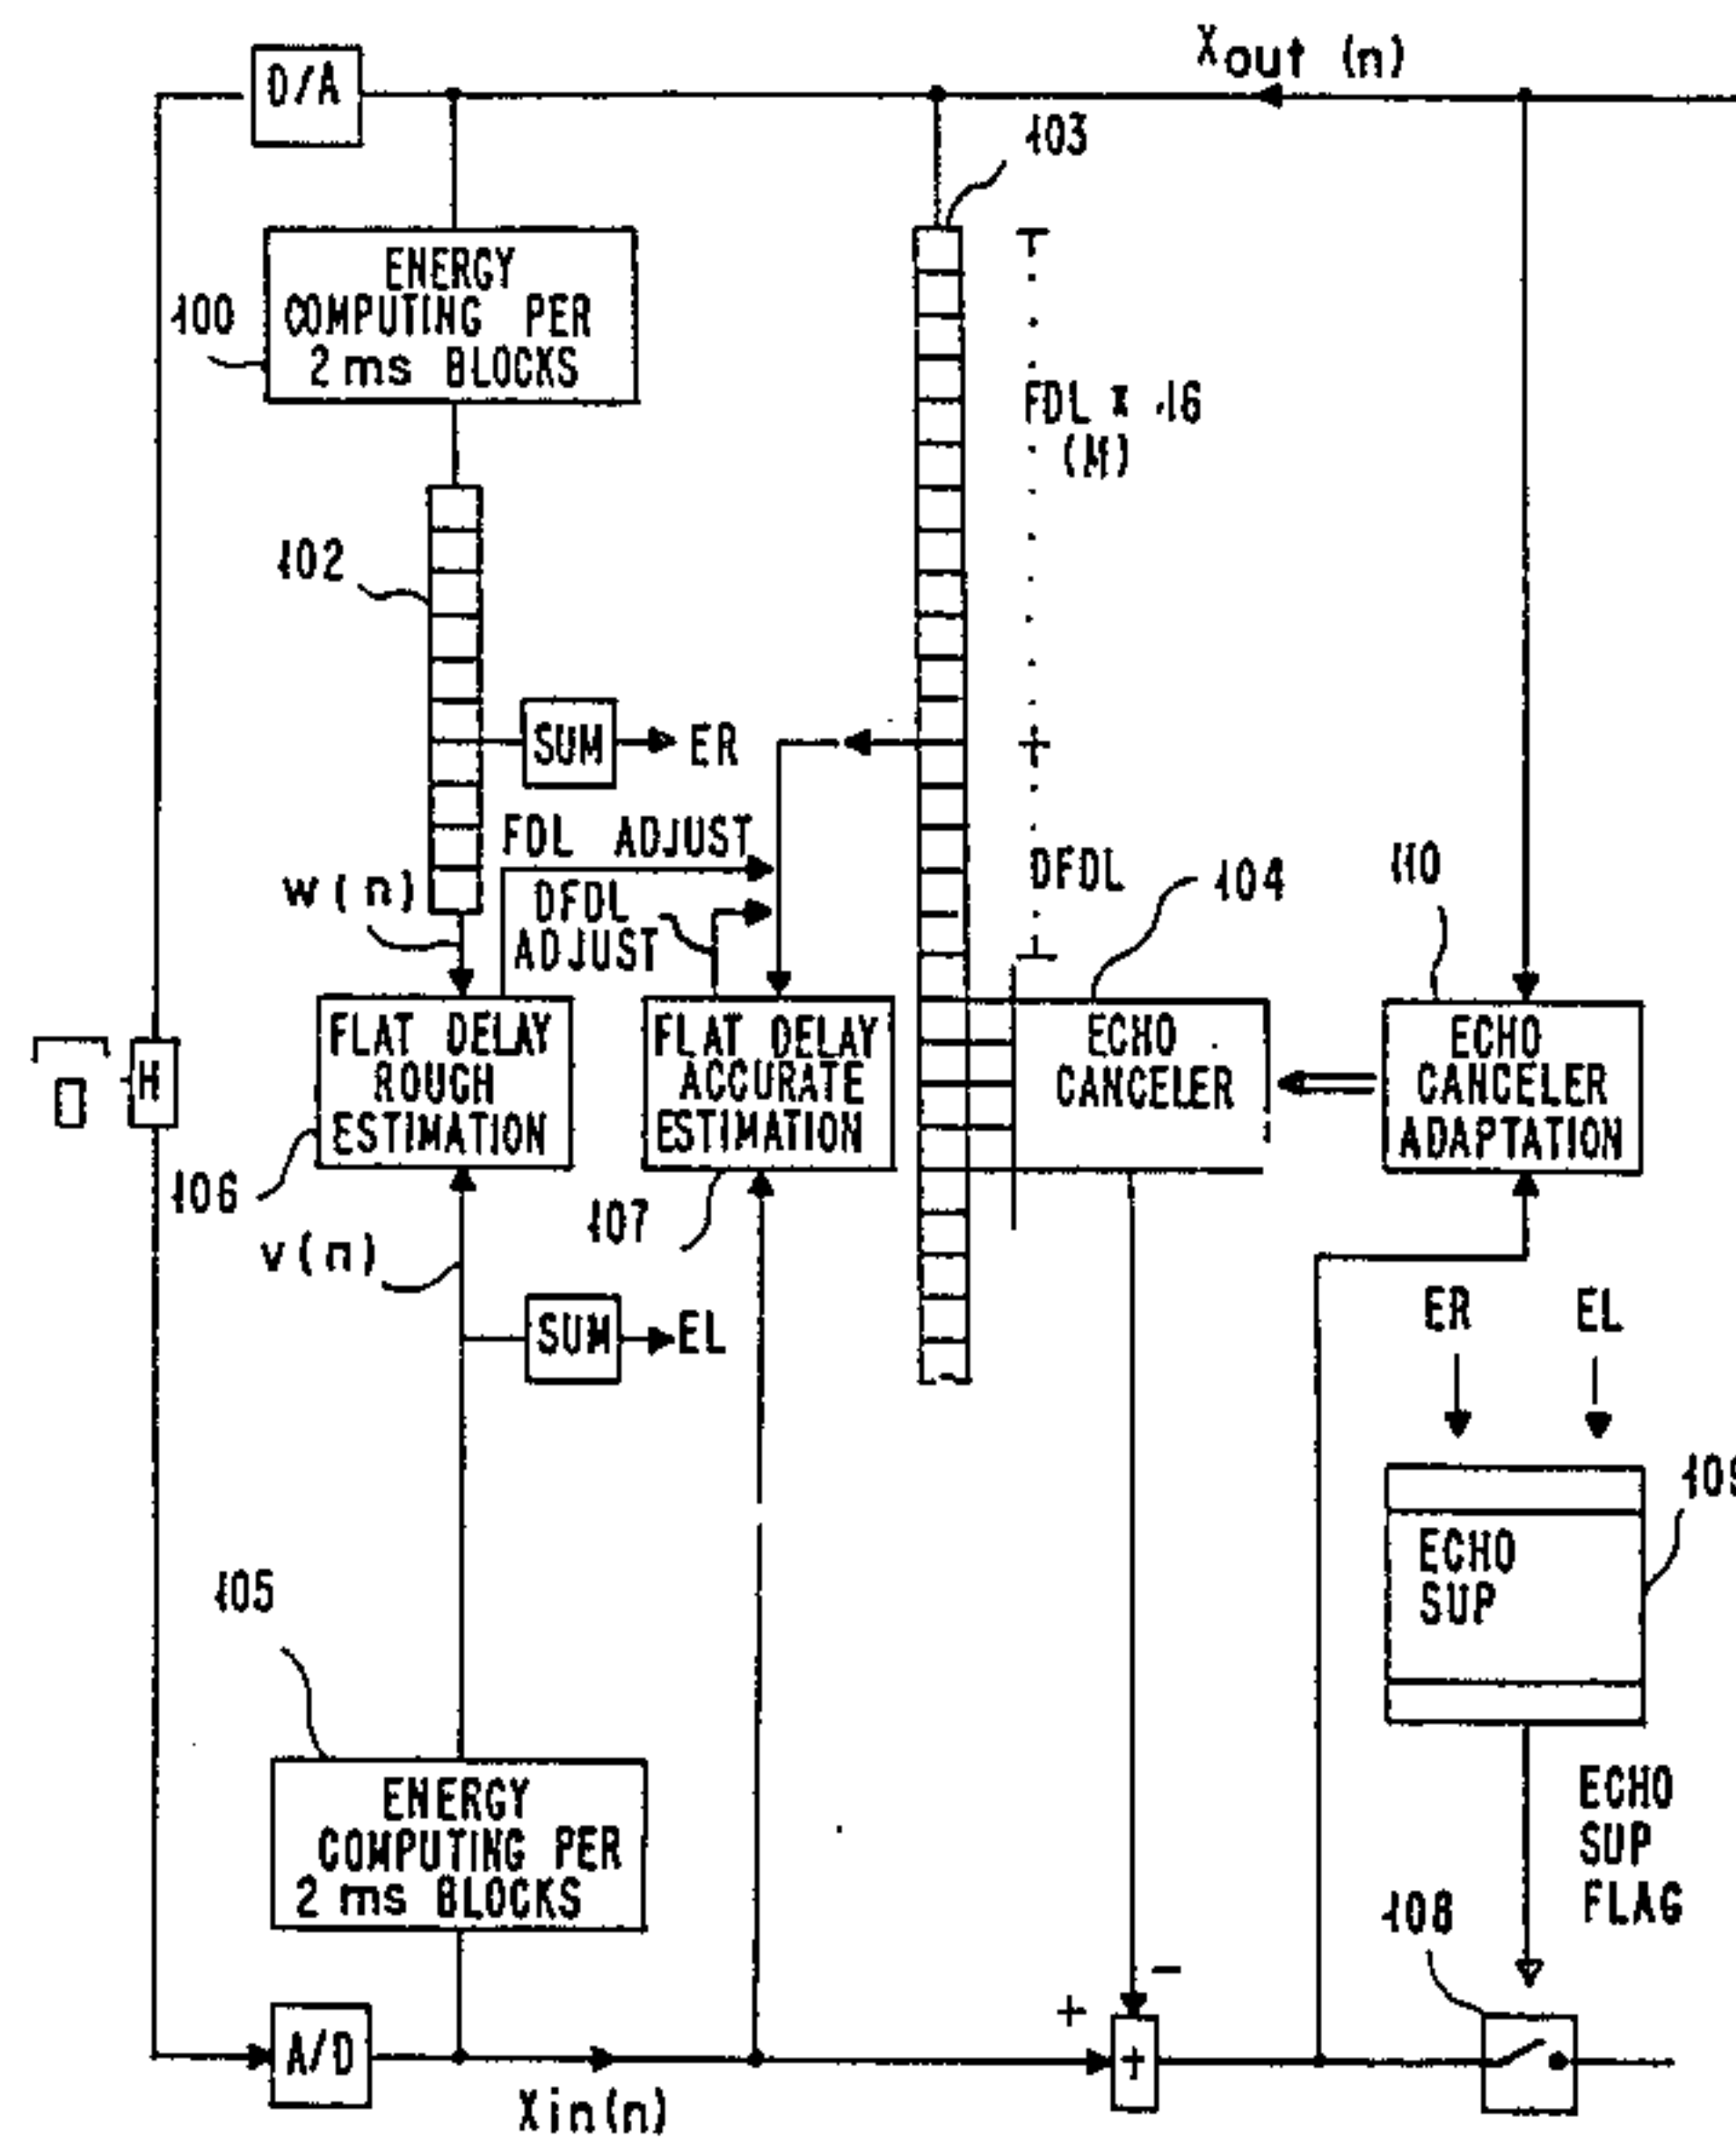 Xout (n)
D/A
103
ENERGY
COMPUTING PER
2 ms BLOCKS
100
FDL x 16
(M)
102
SUM
ER
FDL ADJUST
w(n)
DFDL
ADJUST
DFDL
104
110
FLAT DELAY
ROUGH
ESTIMATION
FLAT DELAY
ACCURATE
ESTIMATION
ECHO
CANCELER
ECHO
CANCELER
ADAPTATION
H
106
107
v(n)
SUM
EL
ER
EL
109
ECHO
SUP
105
ENERGY
COMPUTING PER
2 ms BLOCKS
ECHO
SUP
FLAG
108
-
+
A/D
+
Xin(n)